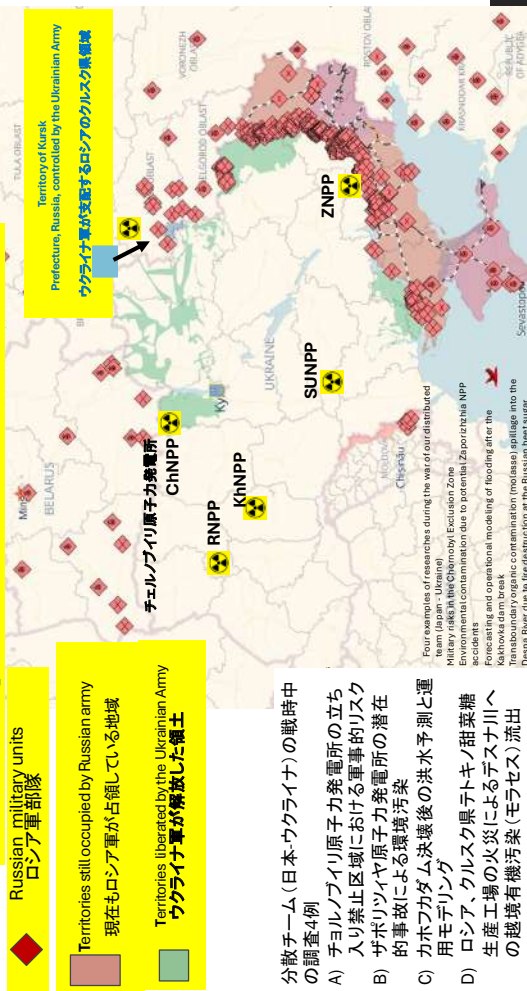 Russian military units
ロシア軍部隊
Territories still occupied by Russian army
現在もロシア軍が占領している地域
Territories liberated by the Ukrainian Army
ウクライナ軍が解放した領土
Territory of Kursk
Prefecture, Russia, controlled by the Ukrainian Army
ウクライナ軍が支配するロシアのクルスク県領域
TULA OBLAST
VORONEZH
OBLAST
BELGOROD OBLAST
ROSTOV OBLAST
KRASNODAR KRAI
REPUBLIC
OF ADYGEA
BELARUS
UKRAINE
Chișinău
Sevastopol
チェルノブイリ原子力発電所
ChNPP
RNPP
KhNPP
SUNPP
ZNPP
分散チーム(日本-ウクライナ)の戦時中
の調査4例
A) チョルノブイリ原子力発電所の立ち
入り禁止区域における軍事的リスク
B) ザポリツィヤ原子力発電所の潜在
的事故による環境汚染
C) カホフカダム決壊後の洪水予測と運
用モデリング
D) ロシア、クルスク県テトキノ甜菜糖
生産工場の火災によるデスナ川へ
の越境有機汚染(モラセス)流出
Four examples of researches during the war of our distributed
team (Japan - Ukraine)
Military risks in the Chornobyl Exclusion Zone
Environmental contamination due to potential Zaporizhzhia NPP
accidents
Forecasting and operational modeling of flooding after the
Kakhovka dam break
Transboundary organic contamination (molasse) spillage into the
Desna River due to fire destruction at the Russian beet sugar